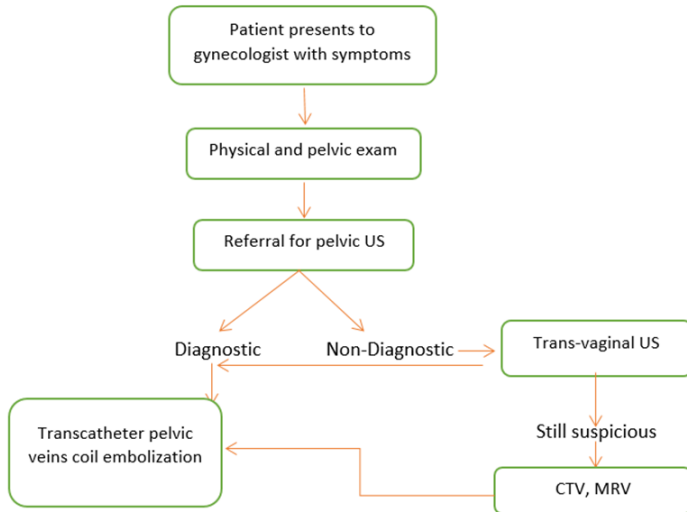 Patient presents to
gynecologist with symptoms
Physical and pelvic exam
Referral for pelvic US
Diagnostic
Non-Diagnostic
Trans-vaginal US
Transcatheter pelvic
veins coil embolization
Still suspicious
CTV, MRV